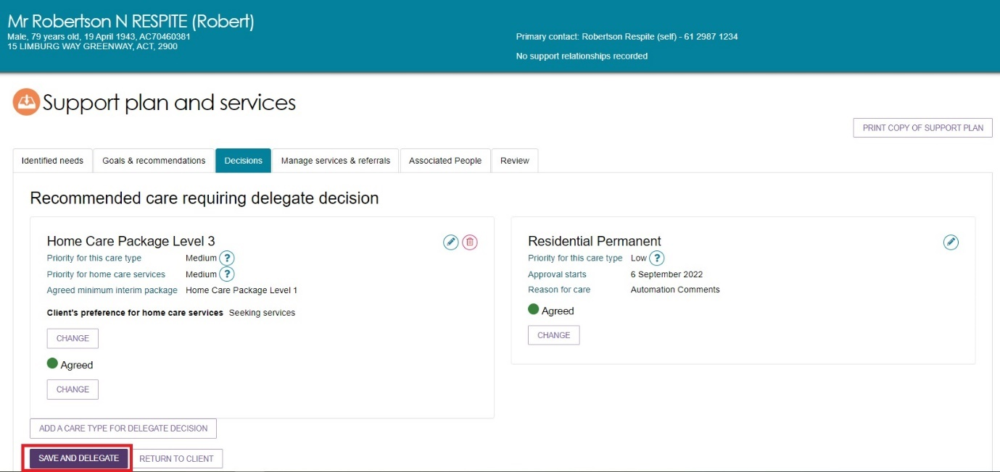 Mr Robertson N RESPITE (Robert)
Male, 79 years old, 19 April 1943, AC70460381
15 LIMBURG WAY GREENWAY, ACT, 2900
Primary contact: Robertson Respite (self) - 61 2987 1234
No support relationships recorded
Support plan and services
PRINT COPY OF SUPPORT PLAN
Identified needs Goals & recommendations Decisions Manage services & referrals Associated People Review
Recommended care requiring delegate decision
Home Care Package Level 3
Priority for this care type Medium ?
Priority for home care services Medium ?
Agreed minimum interim package Home Care Package Level 1
Client's preference for home care services Seeking services
CHANGE
Agreed
CHANGE
Residential Permanent
Priority for this care type Low ?
Approval starts 6 September 2022
Reason for care Automation Comments
Agreed
CHANGE
ADD A CARE TYPE FOR DELEGATE DECISION
SAVE AND DELEGATE RETURN TO CLIENT